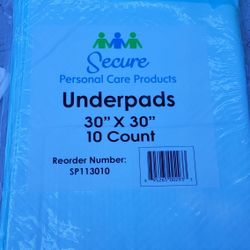 Secure
Personal Care Products
Underpads
30" X 30"
10 Count
Reorder Number:
SP113010